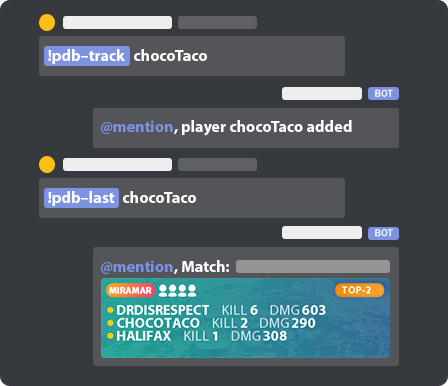 !pdb–track chocoTaco
BOT
@mention, player chocoTaco added
!pdb–last chocoTaco
BOT
@mention, Match:
MIRAMAR TOP-2
DRDISRESPECT KILL 6 DMG 603
CHOCOTACO KILL 2 DMG 290
HALIFAX KILL 1 DMG 308